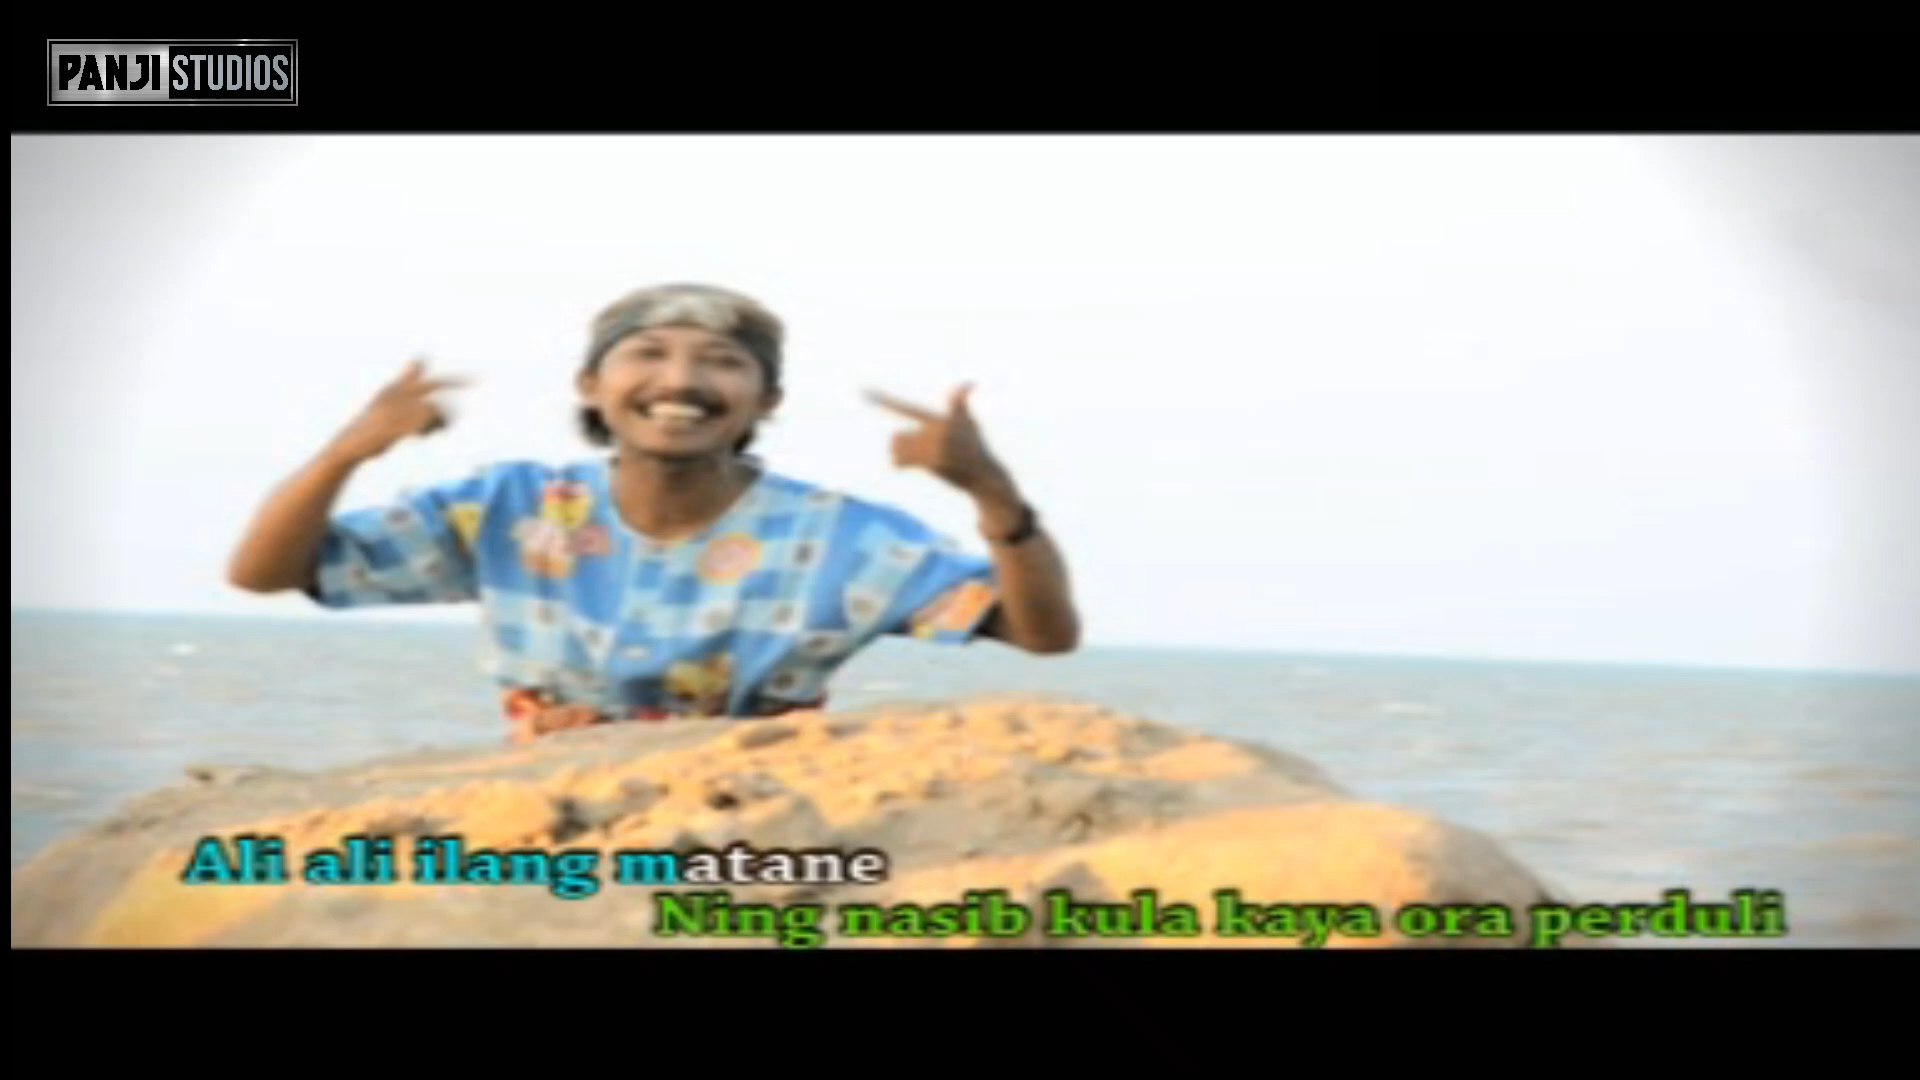 PANJI STUDIOS
Ali ali ilang matane
Ning nasib kula kaya ora perduli